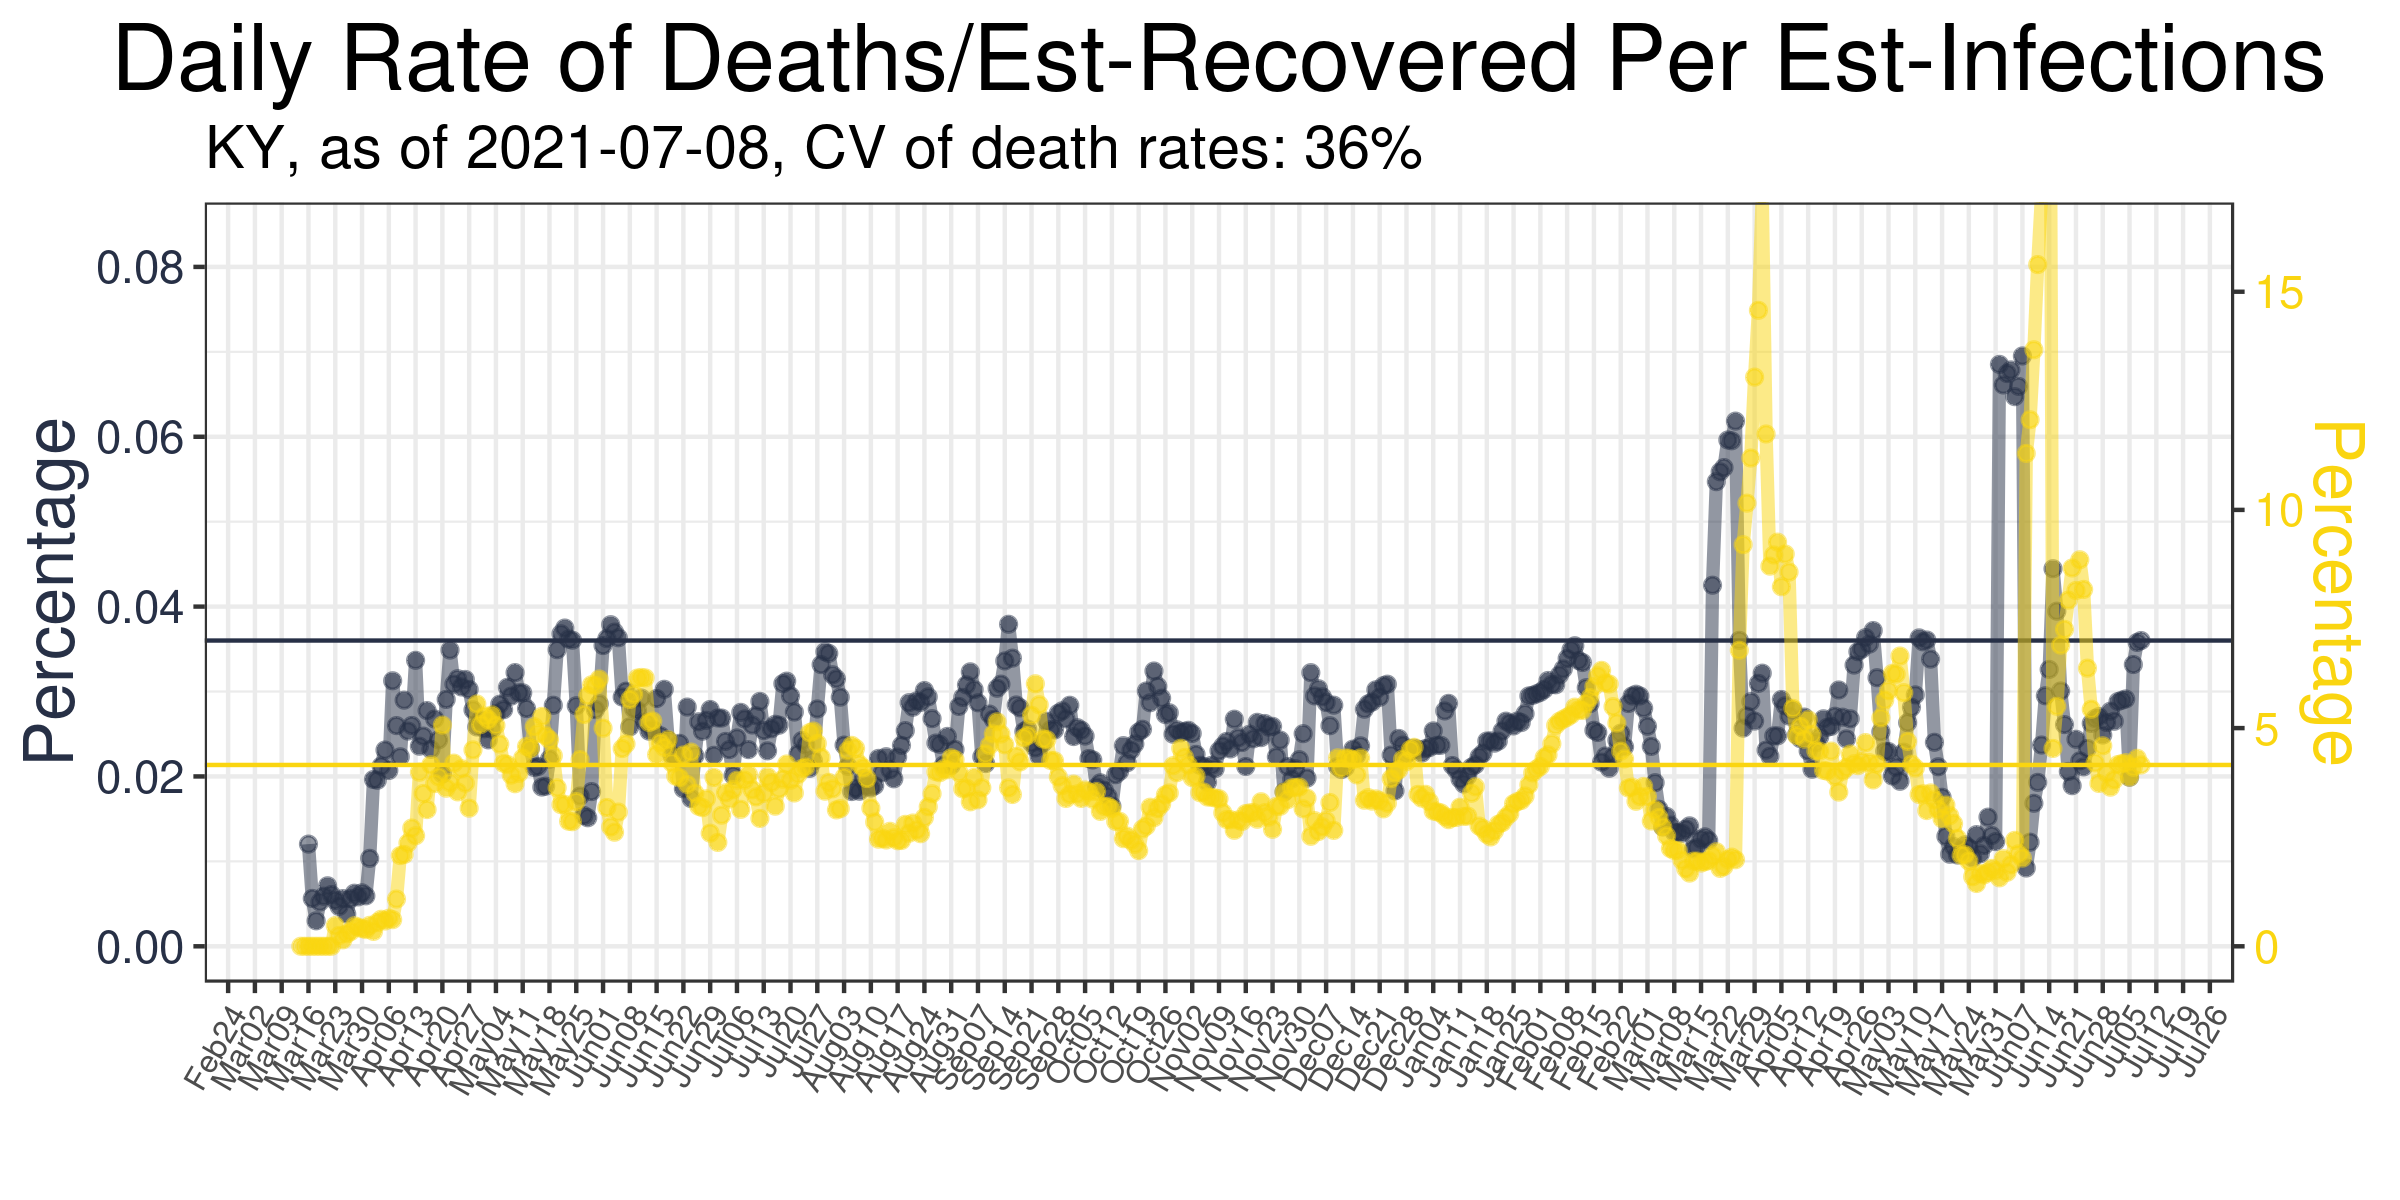 Daily Rate of Deaths/Est-Recovered Per Est-Infections
KY, as of 2021-07-08, CV of death rates: 36%
Percentage
0.08
0.06
0.04
0.02
0.00
15
10
5
0
Percentage
Feb24
Mar02
Mar09
Mar16
Mar23
Mar30
Apr06
Apr13
Apr20
Apr27
May04
May11
May18
May25
Jun01
Jun08
Jun15
Jun22
Jun29
Jul06
Jul13
Jul20
Jul27
Aug03
Aug10
Aug17
Aug24
Aug31
Sep07
Sep14
Sep21
Sep28
Oct05
Oct12
Oct19
Oct26
Nov02
Nov09
Nov16
Nov23
Nov30
Dec07
Dec14
Dec21
Dec28
Jan04
Jan11
Jan18
Jan25
Feb01
Feb08
Feb15
Feb22
Mar01
Mar08
Mar15
Mar22
Mar29
Apr05
Apr12
Apr19
Apr26
May03
May10
May17
May24
May31
Jun07
Jun14
Jun21
Jun28
Jul05
Jul12
Jul19
Jul26